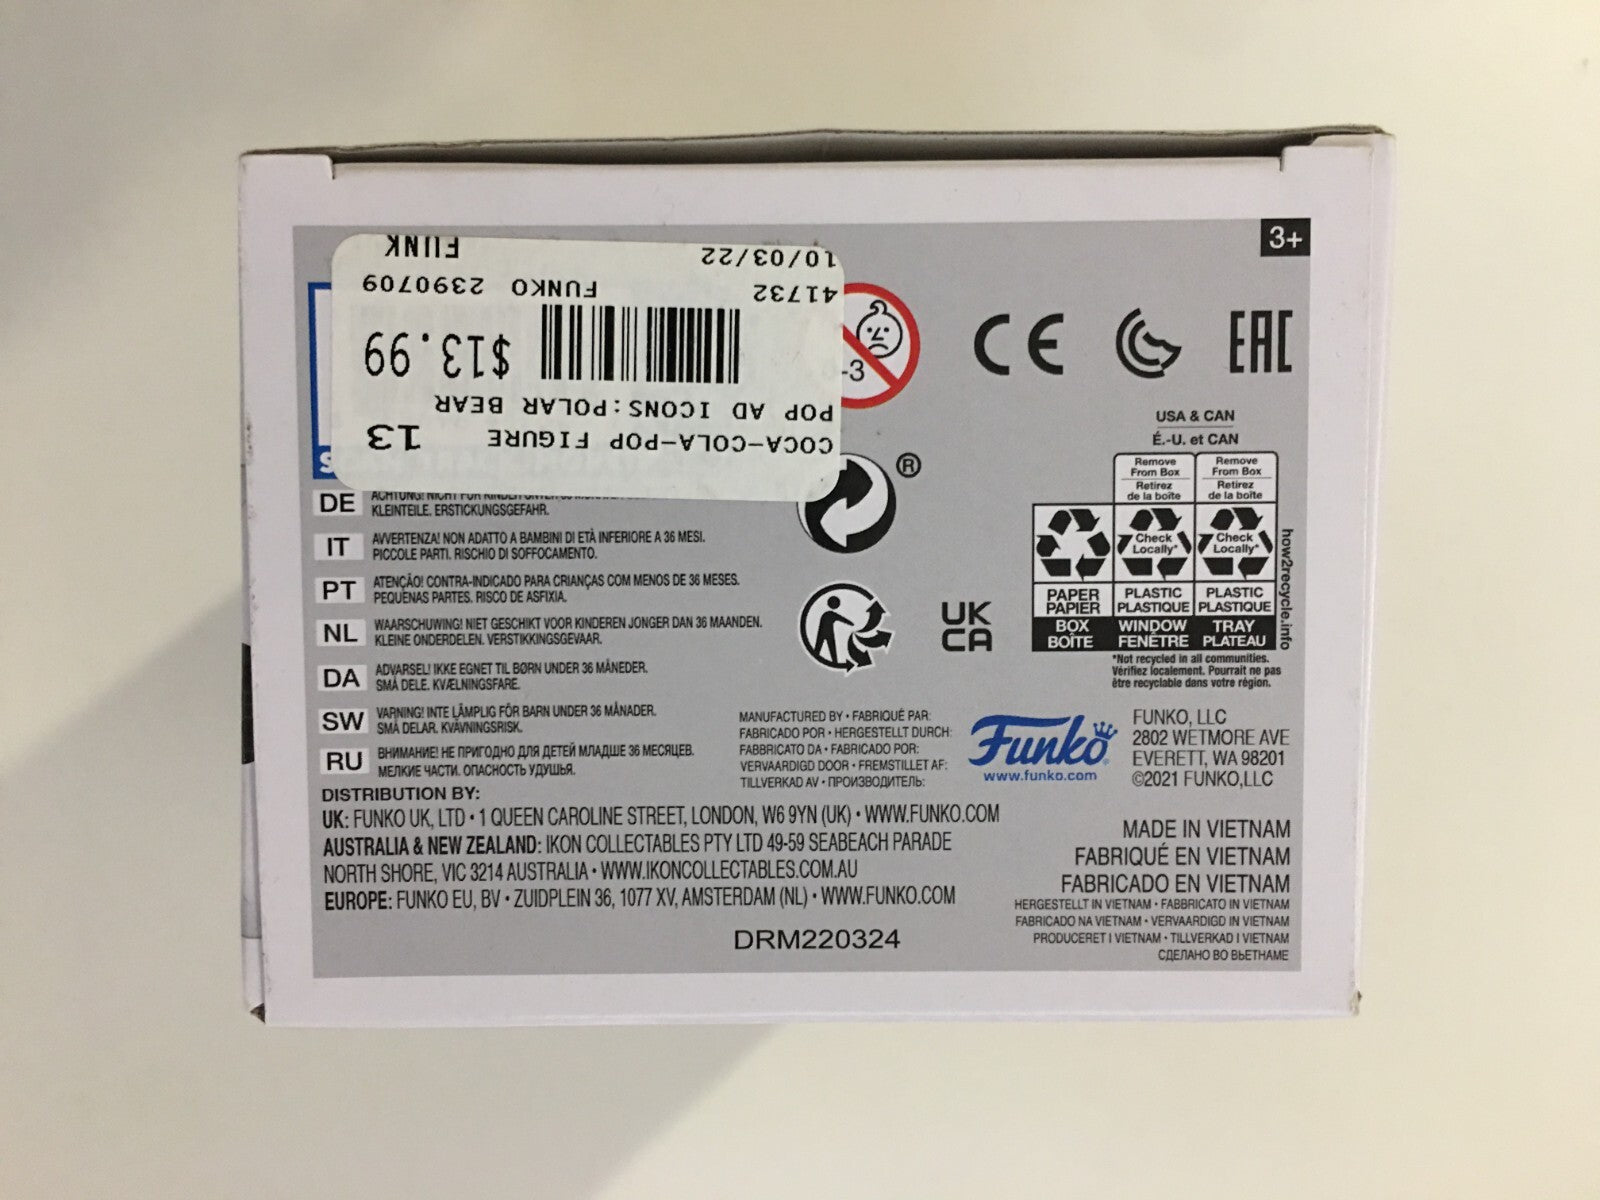 3+
COCA-COLA-POP FIGURE 13
POP AD ICONS:POLAR BEAR
$13.99
41732 FUNKO 2390709
10/03/22 FUNK
-3
CE
EAC
®
USA & CAN
É.-U. et CAN
Remove
From Box
Retirez
de la boîte
Remove
From Box
Retirez
de la boîte
Check
Locally*
Check
Locally*
PAPER
PAPIER
BOX
BOÎTE
PLASTIC
PLASTIQUE
WINDOW
FENÊTRE
PLASTIC
PLASTIQUE
TRAY
PLATEAU
how2recycle.info
*Not recycled in all communities.
Vérifiez localement. Pourrait ne pas
être recyclable dans votre région.
UK
CA
DE ACHTUNG! NICHT FÜR KINDER UNTER
KLEINTEILE. ERSTICKUNGSGEFAHR.
IT AVVERTENZA! NON ADATTO A BAMBINI DI ETÀ INFERIORE A 36 MESI.
PICCOLE PARTI. RISCHIO DI SOFFOCAMENTO.
PT ATENÇÃO! CONTRA-INDICADO PARA CRIANÇAS COM MENOS DE 36 MESES.
PEQUENAS PARTES. RISCO DE ASFIXIA.
NL WAARSCHUWING! NIET GESCHIKT VOOR KINDEREN JONGER DAN 36 MAANDEN.
KLEINE ONDERDELEN. VERSTIKKINGSGEVAAR.
DA ADVARSEL! IKKE EGNET TIL BØRN UNDER 36 MÅNEDER.
SMÅ DELE. KVÆLNINGSFARE.
SW VARNING! INTE LÄMPLIG FÖR BARN UNDER 36 MÅNADER.
SMÅ DELAR. KVÄVNINGSRISK.
RU ВНИМАНИЕ! НЕ ПРИГОДНО ДЛЯ ДЕТЕЙ МЛАДШЕ 36 МЕСЯЦЕВ.
МЕЛКИЕ ЧАСТИ. ОПАСНОСТЬ УДУШЬЯ.
MANUFACTURED BY • FABRIQUÉ PAR:
FABRICADO POR • HERGESTELLT DURCH:
FABBRICATO DA • FABRICADO POR:
VERVAARDIGD DOOR • FREMSTILLET AF:
TILLVERKAD AV • ПРОИЗВОДИТЕЛЬ:
Funko
www.funko.com
FUNKO, LLC
2802 WETMORE AVE
EVERETT, WA 98201
©2021 FUNKO,LLC
DISTRIBUTION BY:
UK: FUNKO UK, LTD • 1 QUEEN CAROLINE STREET, LONDON, W6 9YN (UK) • WWW.FUNKO.COM
AUSTRALIA & NEW ZEALAND: IKON COLLECTABLES PTY LTD 49-59 SEABEACH PARADE
NORTH SHORE, VIC 3214 AUSTRALIA • WWW.IKONCOLLECTABLES.COM.AU
EUROPE: FUNKO EU, BV • ZUIDPLEIN 36, 1077 XV, AMSTERDAM (NL) • WWW.FUNKO.COM
DRM220324
MADE IN VIETNAM
FABRIQUÉ EN VIETNAM
FABRICADO EN VIETNAM
HERGESTELLT IN VIETNAM • FABBRICATO IN VIETNAM
FABRICADO NA VIETNAM • VERVAARDIGD IN VIETNAM
PRODUCERET I VIETNAM • TILLVERKAD I VIETNAM
СДЕЛАНО ВО ВЬЕТНАМЕ